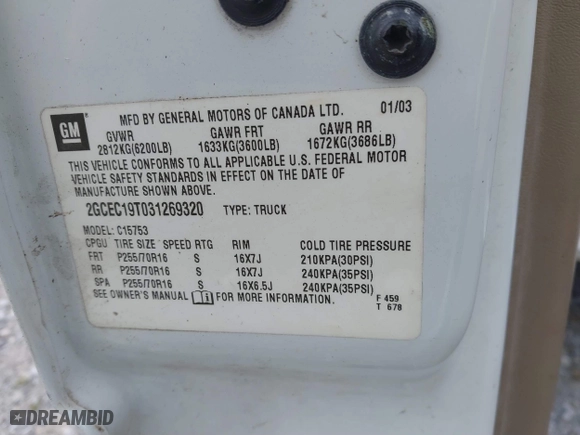 GM
MFD BY GENERAL MOTORS OF CANADA LTD. 01/03
GVWR GAWR FRT GAWR RR
2812KG(6200LB) 1633KG(3600LB) 1672KG(3686LB)
THIS VEHICLE CONFORMS TO ALL APPLICABLE U.S. FEDERAL MOTOR
VEHICLE SAFETY STANDARDS IN EFFECT ON THE DATE OF
MANUFACTURE SHOWN ABOVE.
2GCEC19T031269320 TYPE: TRUCK
MODEL: C15753
CPGU TIRE SIZE SPEED RTG RIM COLD TIRE PRESSURE
FRT P255/70R16 S 16X7J 210KPA(30PSI)
RR P255/70R16 S 16X7J 240KPA(35PSI)
SPA P255/70R16 S 16X6.5J 240KPA(35PSI)
SEE OWNER'S MANUAL FOR MORE INFORMATION.
F 459
T 678
DREAMBID